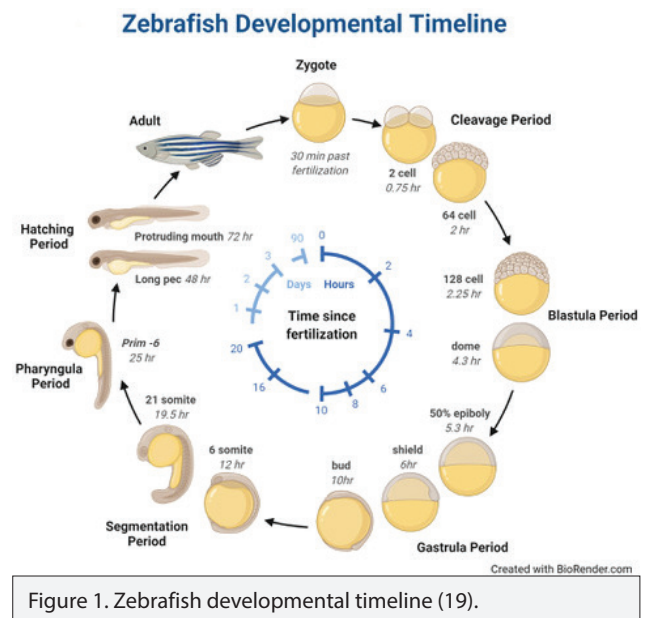 Zebrafish Developmental Timeline
Zygote
30 min past
fertilization
Cleavage Period
2 cell
0.75 hr
64 cell
2 hr
128 cell
2.25 hr
Blastula Period
dome
4.3 hr
50% epiboly
5.3 hr
shield
6hr
Gastrula Period
bud
10hr
6 somite
12 hr
21 somite
19.5 hr
Segmentation
Period
Prim -6
25 hr
Pharyngula
Period
Hatching
Period
Long pec 48 hr
Protruding mouth 72 hr
Adult
Time since
fertilization
Days
Hours
0
2
4
6
8
10
16
20
1
2
3
90
Created with BioRender.com
Figure 1. Zebrafish developmental timeline (19).